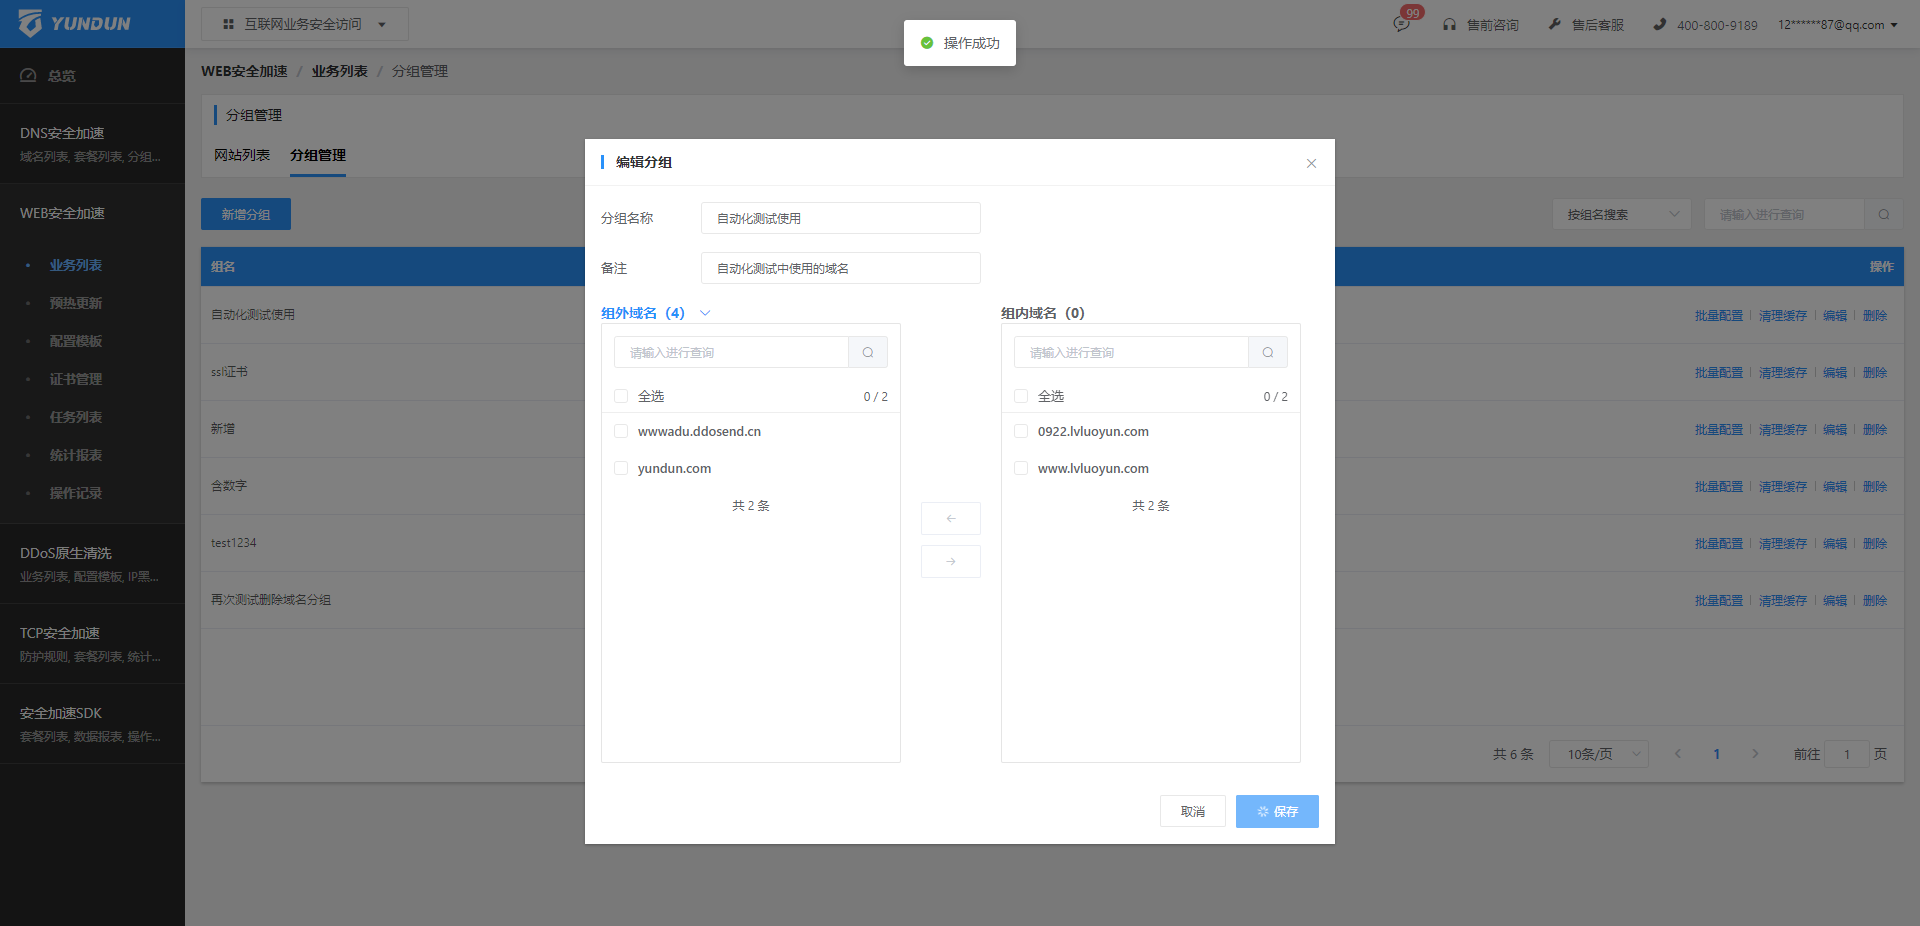 YUNDUN
互联网业务安全访问
99
售前咨询
售后客服
400-800-9189
12******87@qq.com
操作成功
总览
DNS安全加速
域名列表, 套餐列表, 分组...
WEB安全加速
业务列表
预热更新
配置模板
证书管理
任务列表
统计报表
操作记录
DDoS原生清洗
业务列表, 配置模板, IP黑...
TCP安全加速
防护规则, 套餐列表, 统计...
安全加速SDK
套餐列表, 数据报表, 操作...
WEB安全加速 / 业务列表 / 分组管理
分组管理
网站列表 分组管理
新增分组
按组名搜索
请输入进行查询
组名 操作
自动化测试使用 批量配置 清理缓存 编辑 删除
ssl证书 批量配置 清理缓存 编辑 删除
新增 批量配置 清理缓存 编辑 删除
含数字 批量配置 清理缓存 编辑 删除
test1234 批量配置 清理缓存 编辑 删除
再次测试删除域名分组 批量配置 清理缓存 编辑 删除
共 6 条 10条/页 1 前往 1 页
编辑分组
分组名称 自动化测试使用
备注 自动化测试中使用的域名
组外域名（4）
请输入进行查询
全选 0 / 2
wwwadu.ddosend.cn
yundun.com
共 2 条
组内域名（0）
请输入进行查询
全选 0 / 2
0922.lvluoyun.com
www.lvluoyun.com
共 2 条
取消 保存